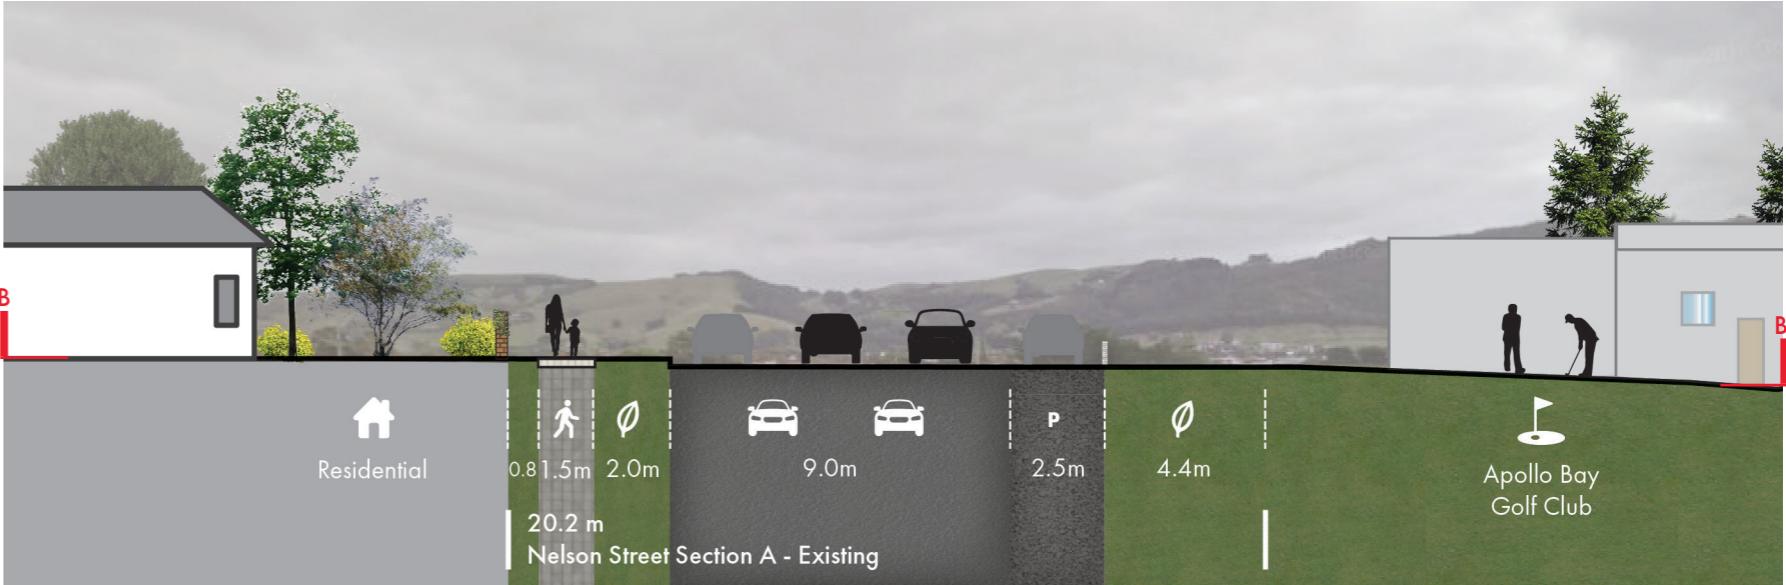 B
B
P
Residential
0.8
1.5m
2.0m
9.0m
2.5m
4.4m
Apollo Bay
Golf Club
20.2 m
Nelson Street Section A - Existing